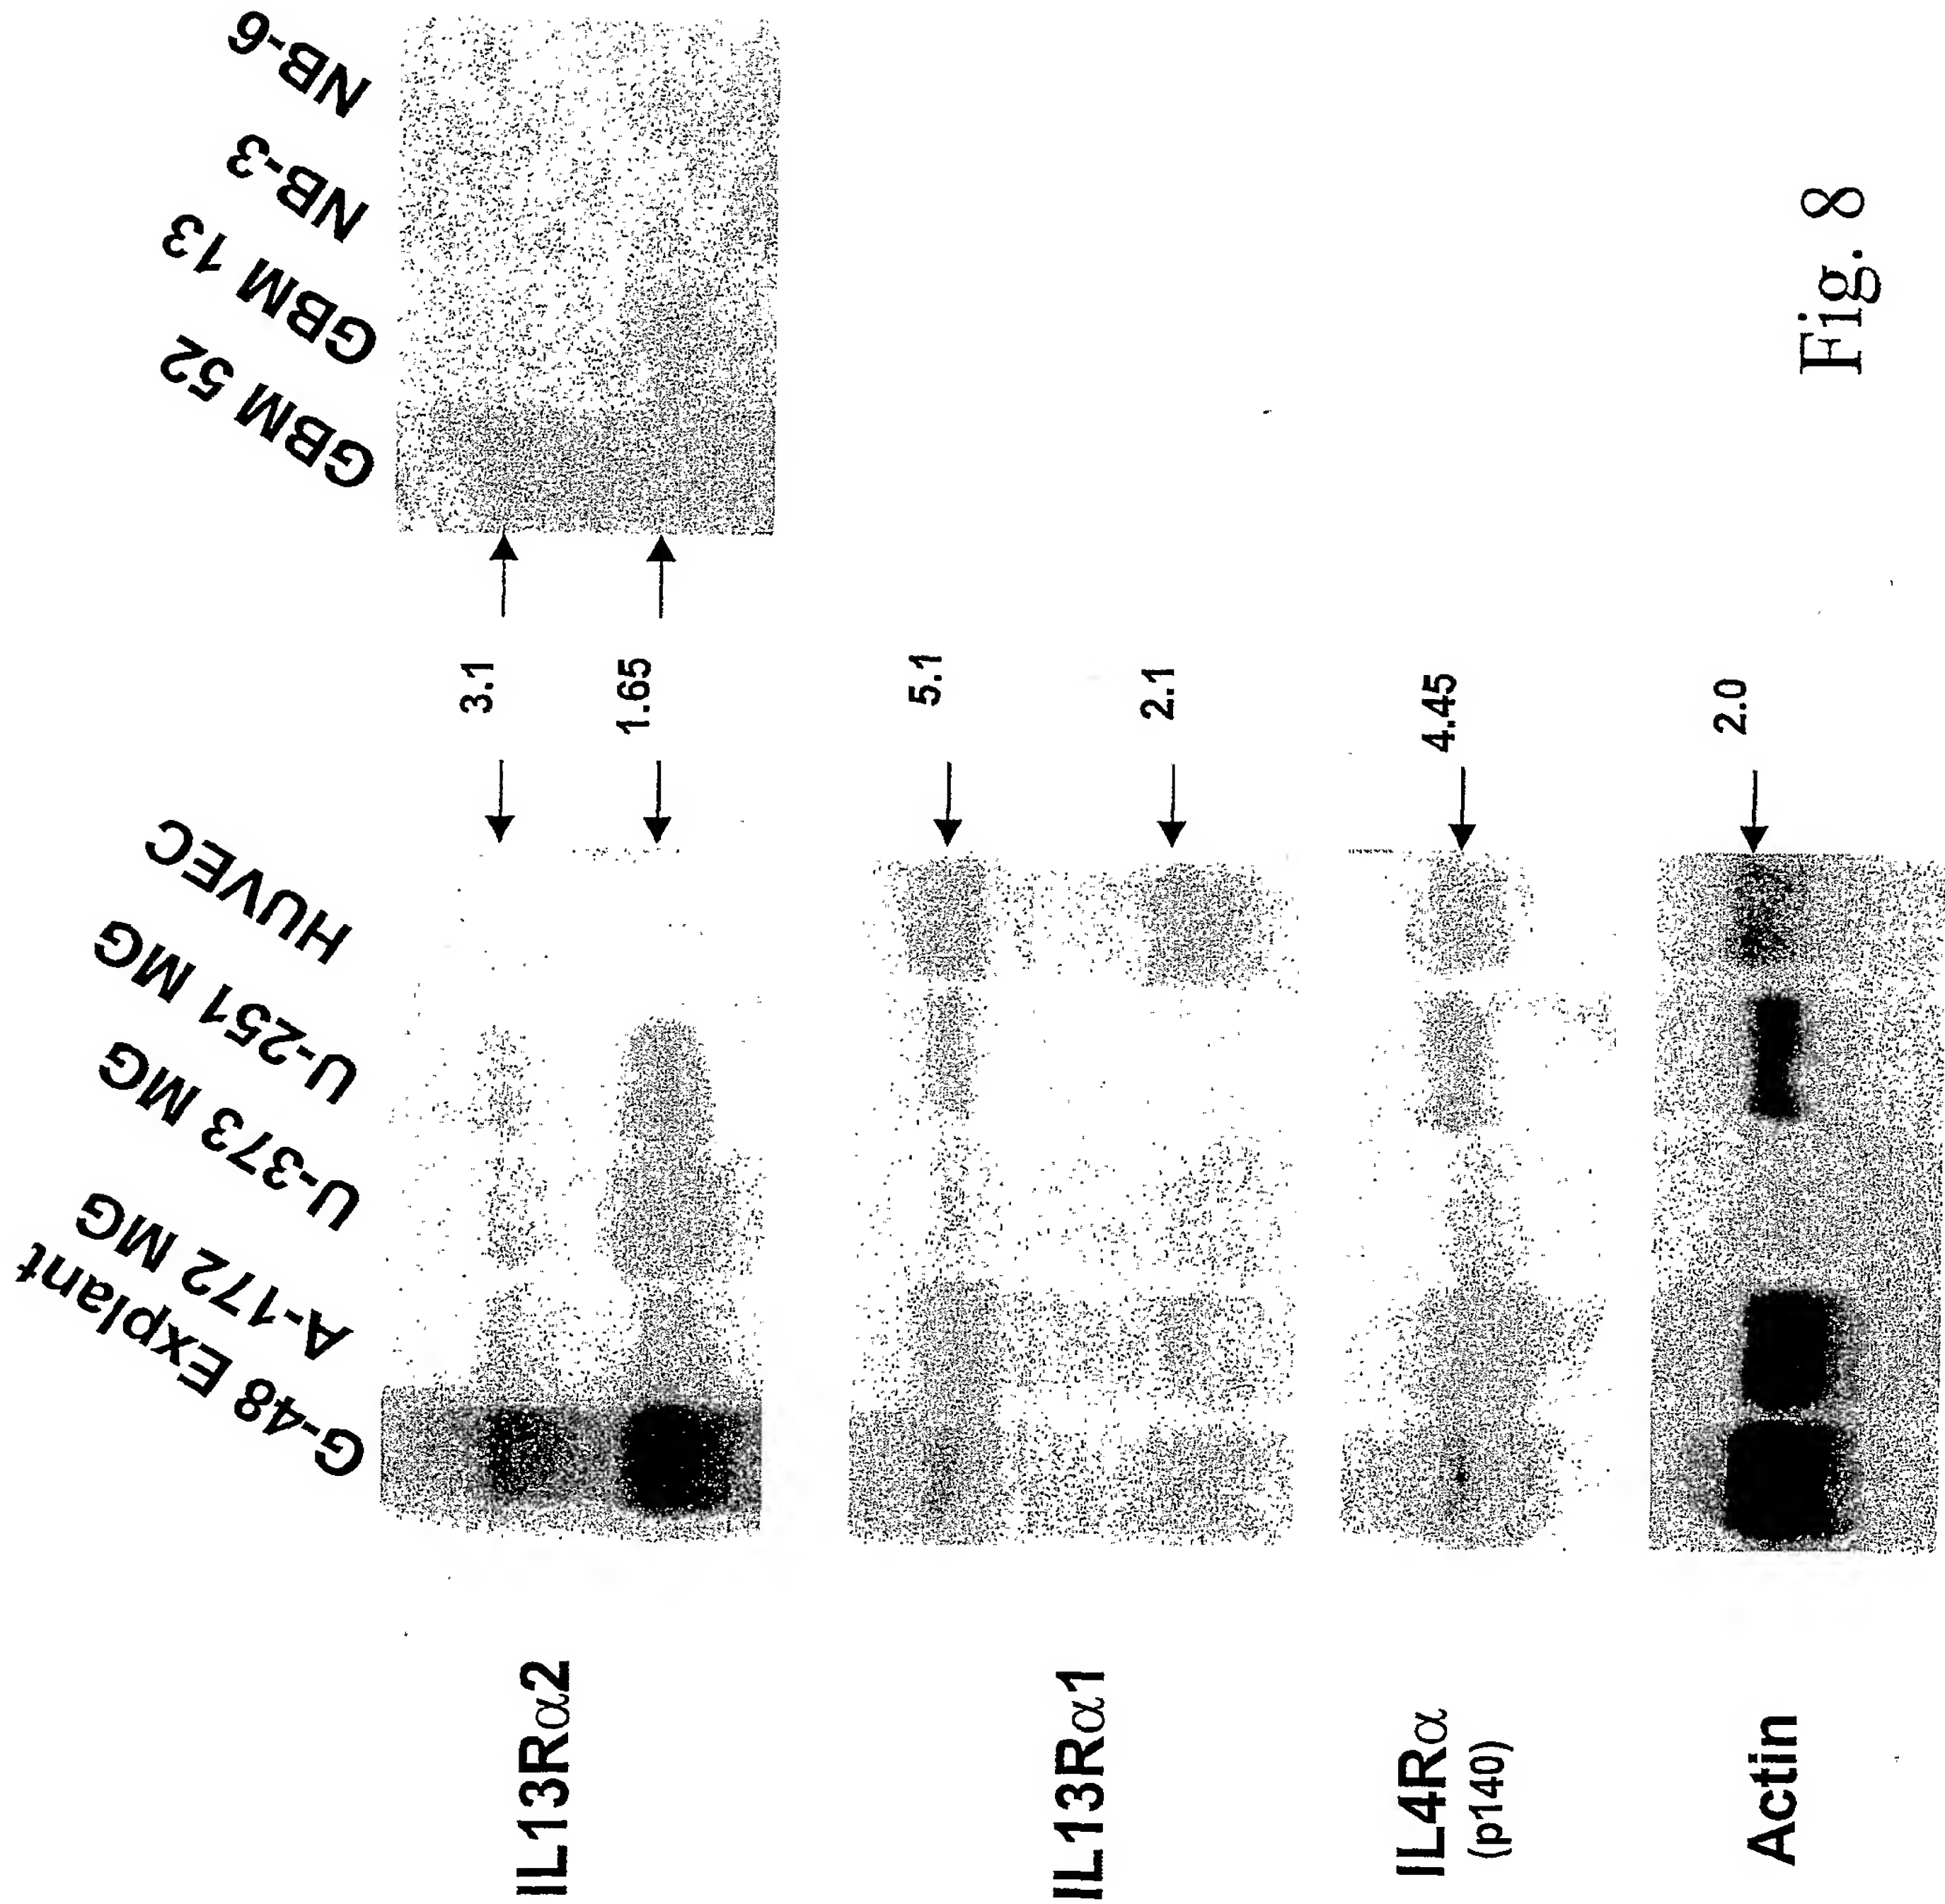 G-48 Explant
A-172 MG
U-373 MG
U-251 MG
HUVEC
GBM 52
GBM 13
NB-3
NB-6
IL13Rα2
3.1
1.65
IL13Rα1
5.1
2.1
IL4Rα
(p140)
4.45
Actin
2.0
Fig. 8